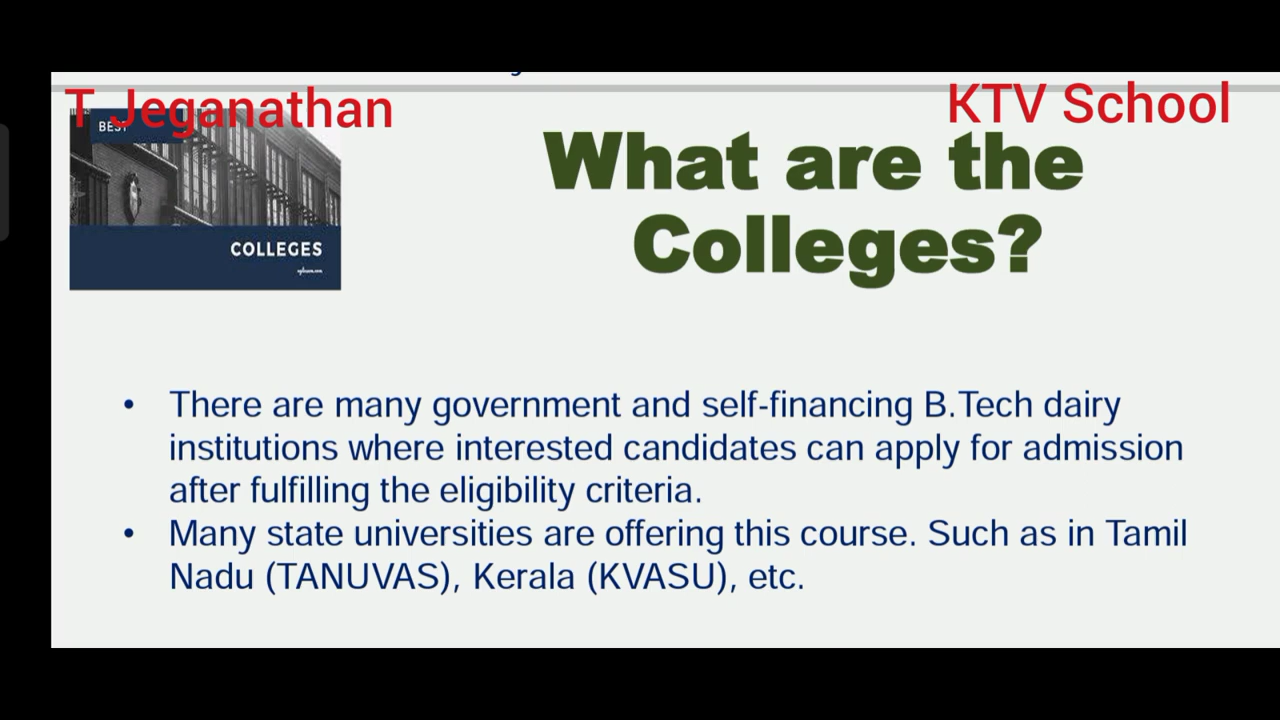 T Jeganathan
KTV School
BEST
COLLEGES
What are the
Colleges?
• There are many government and self-financing B.Tech dairy
institutions where interested candidates can apply for admission
after fulfilling the eligibility criteria.
• Many state universities are offering this course. Such as in Tamil
Nadu (TANUVAS), Kerala (KVASU), etc.